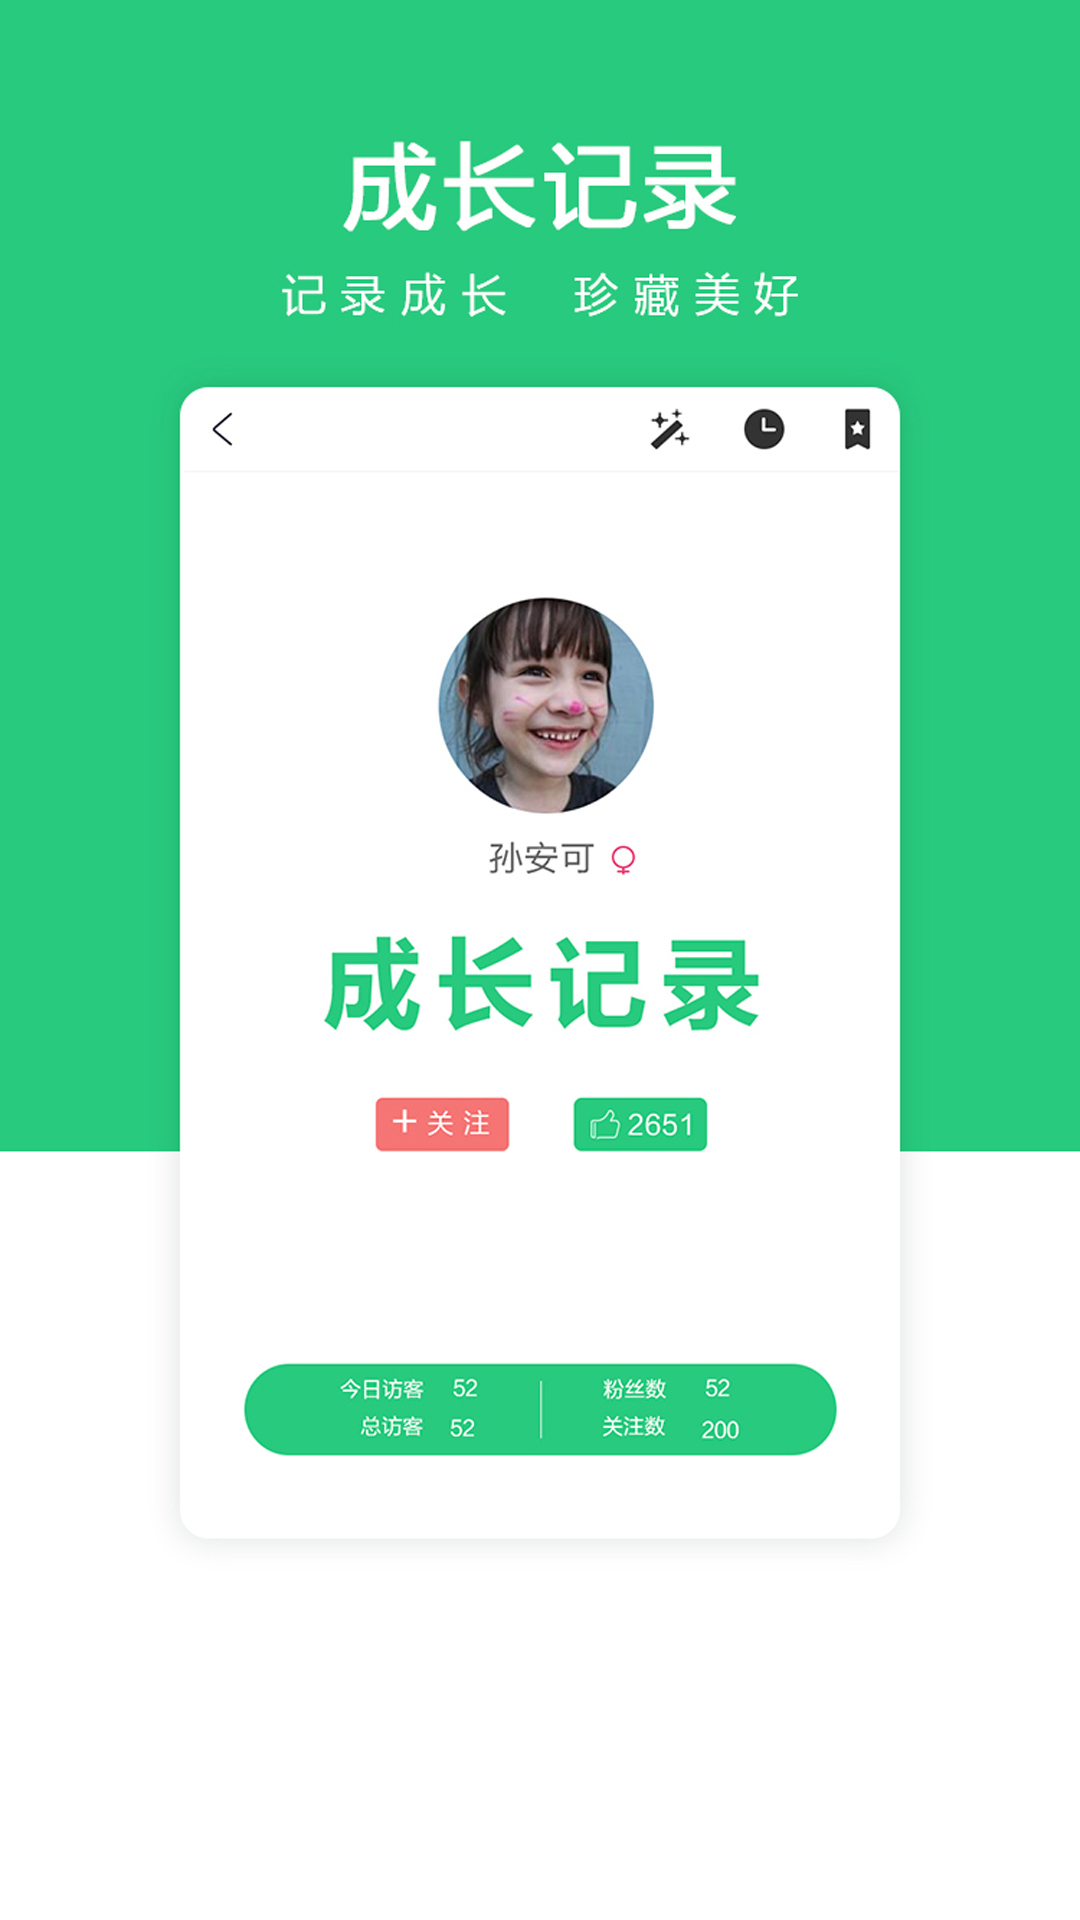 成长记录
记录成长 珍藏美好
孙安可
成长记录
+关注 2651
今日访客 52 粉丝数 52
总访客 52 关注数 200